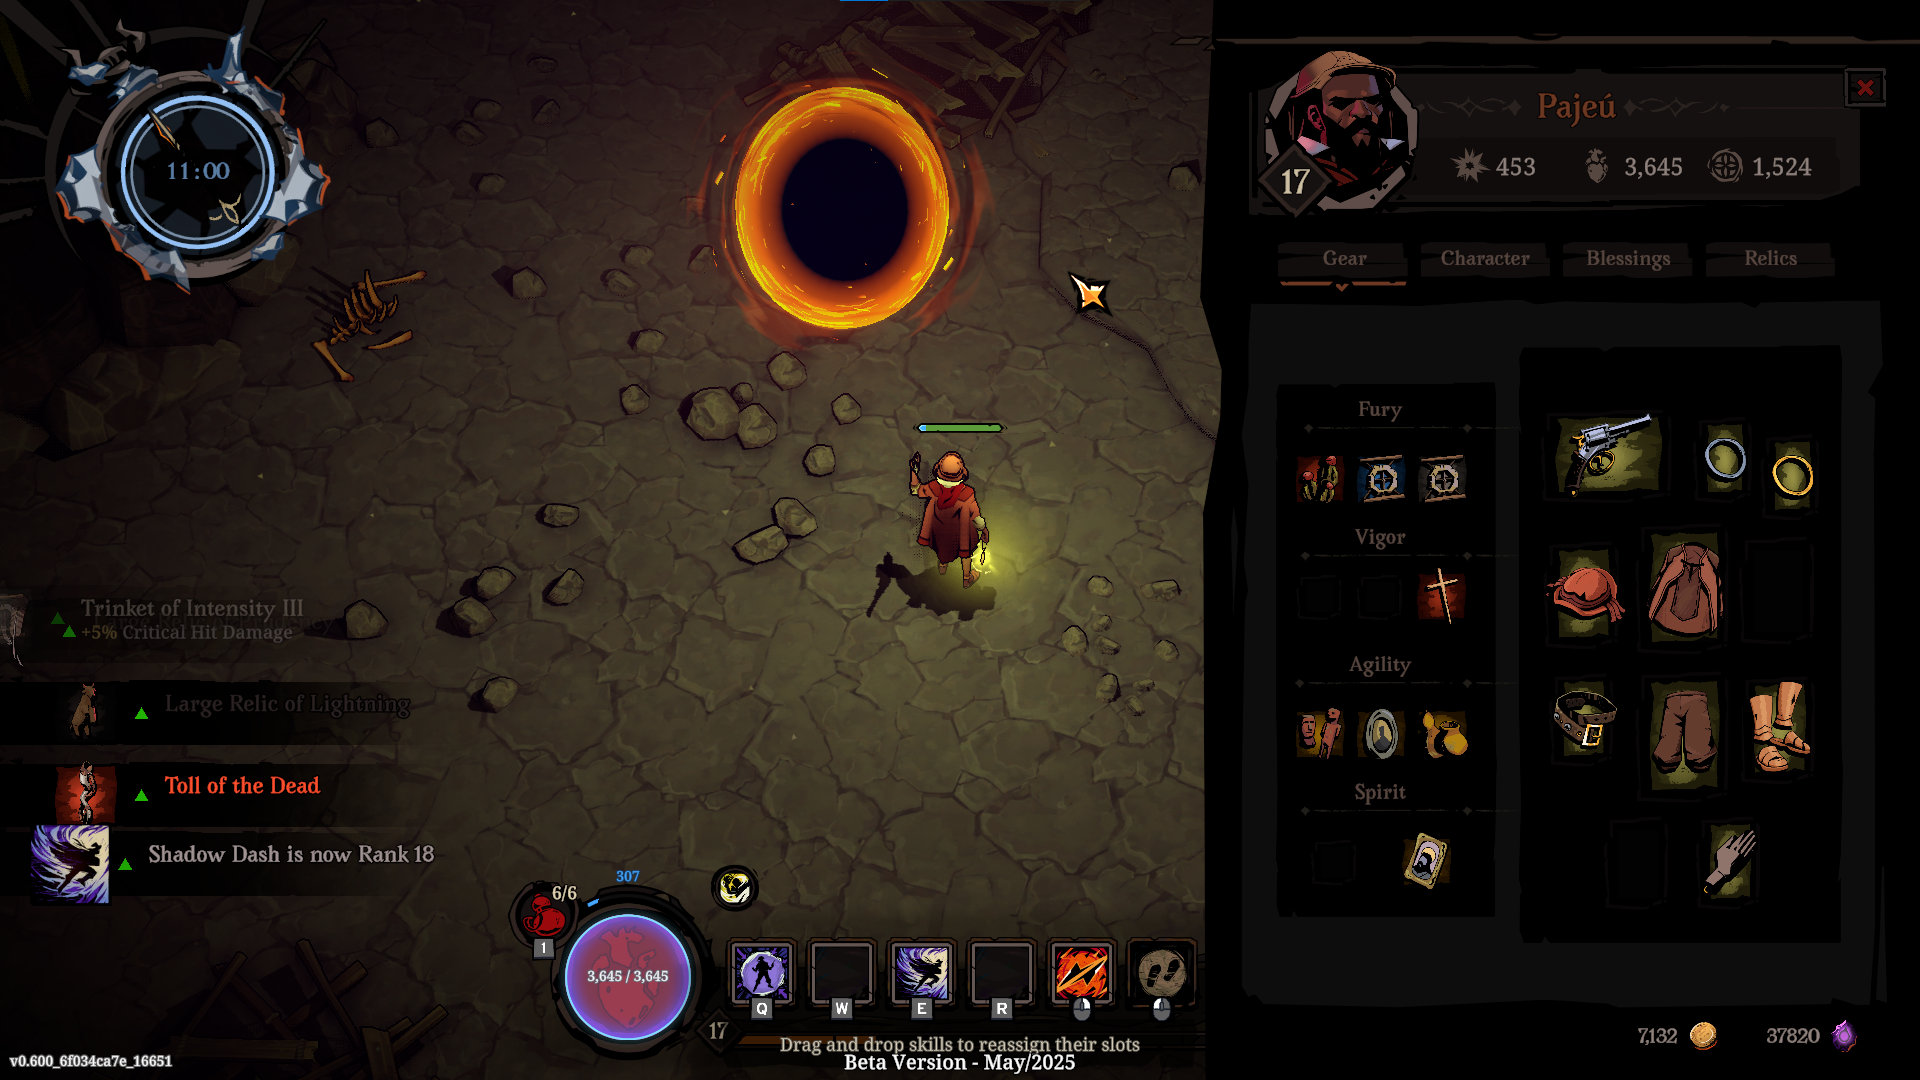 11:00
Pajeú
17
453
3,645
1,524
Gear
Character
Blessings
Relics
Fury
Vigor
Agility
Spirit
Trinket of Intensity III
+5% Critical Hit Damage
Large Relic of Lightning
Toll of the Dead
Shadow Dash is now Rank 18
6/6
307
1
3,645 / 3,645
Q
W
E
R
17
Drag and drop skills to reassign their slots
Beta Version - May/2025
7,132
37820
v0.600_6f034ca7e_16651